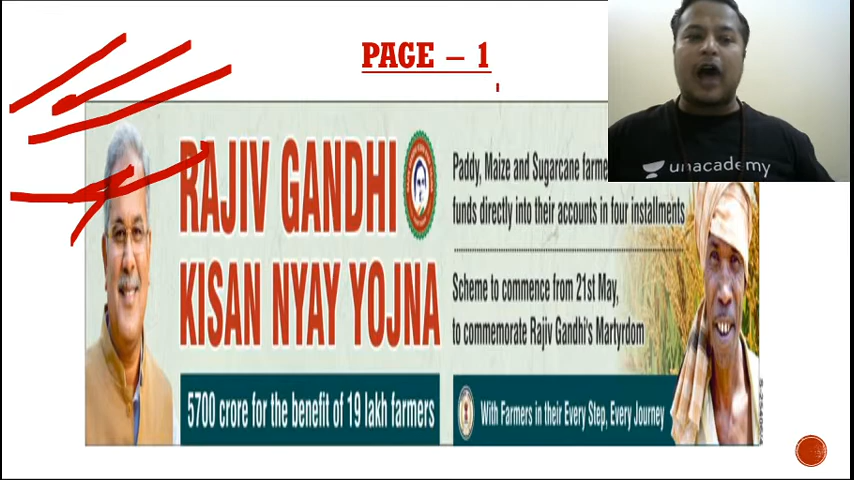 PAGE – 1
unacademy
RAJIV GANDHI
KISAN NYAY YOJNA
Paddy, Maize and Sugarcane
funds directly into their accounts in four installments
Scheme to commence from 21st May,
to commemorate Rajiv Gandhi's Martyrdom
5700 crore for the benefit of 19 lakh farmers
With Farmers in their Every Step, Every Journey